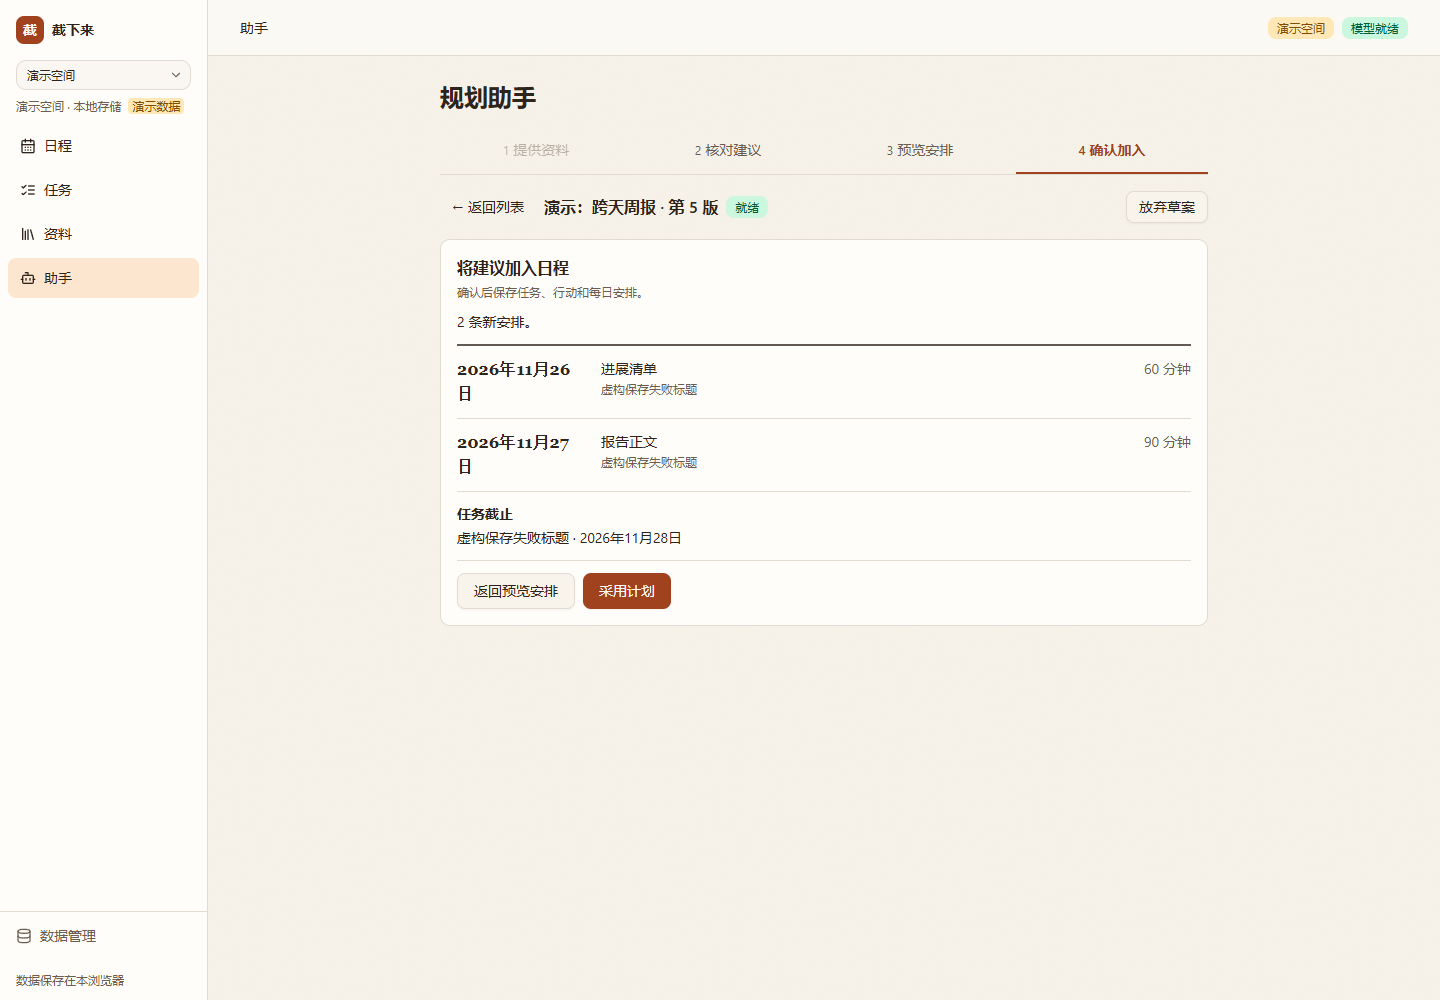 截 截下来
演示空间
演示空间 · 本地存储 演示数据
日程
任务
资料
助手
数据管理
数据保存在本浏览器
助手
演示空间 模型就绪
规划助手
1 提供资料 2 核对建议 3 预览安排 4 确认加入
← 返回列表 演示：跨天周报 · 第 5 版 就绪 放弃草案
将建议加入日程
确认后保存任务、行动和每日安排。
2 条新安排。
2026年11月26
日
进展清单
虚构保存失败标题
60 分钟
2026年11月27
日
报告正文
虚构保存失败标题
90 分钟
任务截止
虚构保存失败标题 · 2026年11月28日
返回预览安排 采用计划